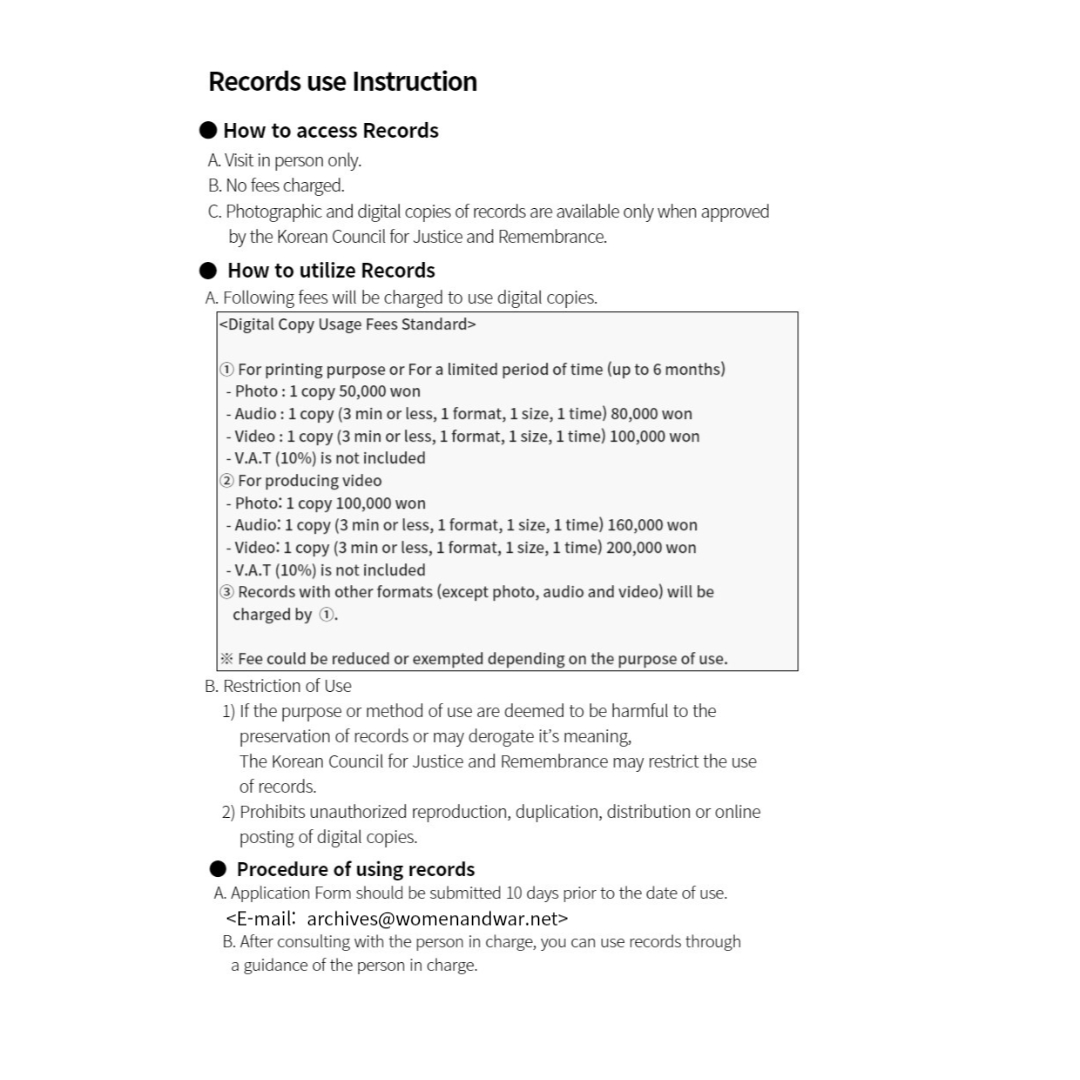 Records use Instruction
● How to access Records
A. Visit in person only.
B. No fees charged.
C. Photographic and digital copies of records are available only when approved
by the Korean Council for Justice and Remembrance.
● How to utilize Records
A. Following fees will be charged to use digital copies.
<Digital Copy Usage Fees Standard>
① For printing purpose or For a limited period of time (up to 6 months)
- Photo : 1 copy 50,000 won
- Audio : 1 copy (3 min or less, 1 format, 1 size, 1 time) 80,000 won
- Video : 1 copy (3 min or less, 1 format, 1 size, 1 time) 100,000 won
- V.A.T (10%) is not included
② For producing video
- Photo: 1 copy 100,000 won
- Audio: 1 copy (3 min or less, 1 format, 1 size, 1 time) 160,000 won
- Video: 1 copy (3 min or less, 1 format, 1 size, 1 time) 200,000 won
- V.A.T (10%) is not included
③ Records with other formats (except photo, audio and video) will be
charged by ①.
※ Fee could be reduced or exempted depending on the purpose of use.
B. Restriction of Use
1) If the purpose or method of use are deemed to be harmful to the
preservation of records or may derogate it's meaning,
The Korean Council for Justice and Remembrance may restrict the use
of records.
2) Prohibits unauthorized reproduction, duplication, distribution or online
posting of digital copies.
● Procedure of using records
A. Application Form should be submitted 10 days prior to the date of use.
<E-mail: archives@womenandwar.net>
B. After consulting with the person in charge, you can use records through
a guidance of the person in charge.